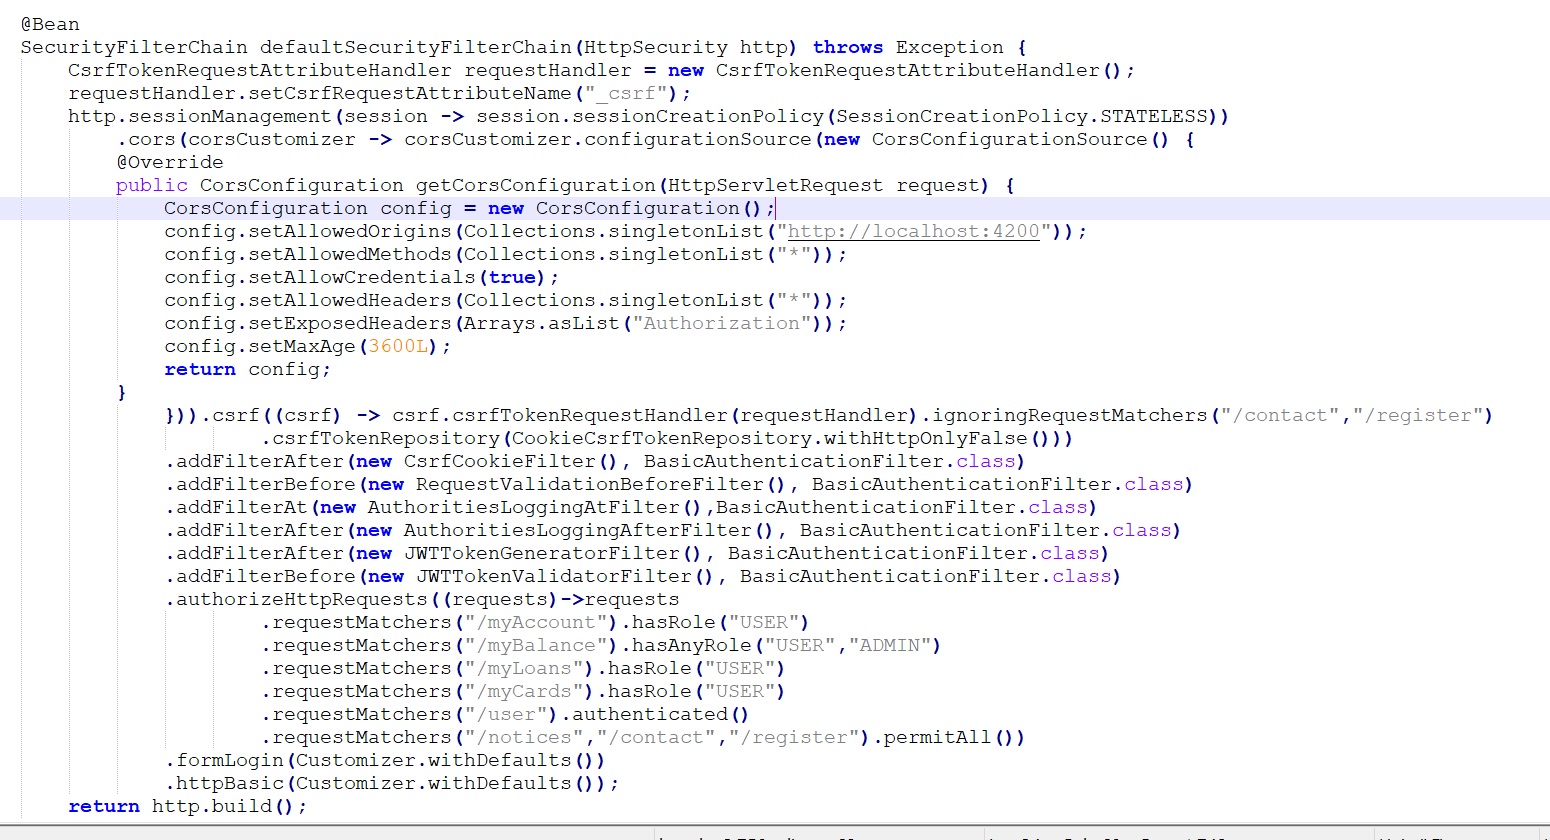 @Bean
SecurityFilterChain defaultSecurityFilterChain(HttpSecurity http) throws Exception {
    CsrfTokenRequestAttributeHandler requestHandler = new CsrfTokenRequestAttributeHandler();
    requestHandler.setCsrfRequestAttributeName("_csrf");
    http.sessionManagement(session -> session.sessionCreationPolicy(SessionCreationPolicy.STATELESS))
        .cors(corsCustomizer -> corsCustomizer.configurationSource(new CorsConfigurationSource() {
        @Override
        public CorsConfiguration getCorsConfiguration(HttpServletRequest request) {
            CorsConfiguration config = new CorsConfiguration();
            config.setAllowedOrigins(Collections.singletonList("http://localhost:4200"));
            config.setAllowedMethods(Collections.singletonList("*"));
            config.setAllowCredentials(true);
            config.setAllowedHeaders(Collections.singletonList("*"));
            config.setExposedHeaders(Arrays.asList("Authorization"));
            config.setMaxAge(3600L);
            return config;
        }
            })).csrf((csrf) -> csrf.csrfTokenRequestHandler(requestHandler).ignoringRequestMatchers("/contact","/register")
                    .csrfTokenRepository(CookieCsrfTokenRepository.withHttpOnlyFalse()))
            .addFilterAfter(new CsrfCookieFilter(), BasicAuthenticationFilter.class)
            .addFilterBefore(new RequestValidationBeforeFilter(), BasicAuthenticationFilter.class)
            .addFilterAt(new AuthoritiesLoggingAtFilter(),BasicAuthenticationFilter.class)
            .addFilterAfter(new AuthoritiesLoggingAfterFilter(), BasicAuthenticationFilter.class)
            .addFilterAfter(new JWTTokenGeneratorFilter(), BasicAuthenticationFilter.class)
            .addFilterBefore(new JWTTokenValidatorFilter(), BasicAuthenticationFilter.class)
            .authorizeHttpRequests((requests)->requests
                    .requestMatchers("/myAccount").hasRole("USER")
                    .requestMatchers("/myBalance").hasAnyRole("USER","ADMIN")
                    .requestMatchers("/myLoans").hasRole("USER")
                    .requestMatchers("/myCards").hasRole("USER")
                    .requestMatchers("/user").authenticated()
                    .requestMatchers("/notices","/contact","/register").permitAll())
            .formLogin(Customizer.withDefaults())
            .httpBasic(Customizer.withDefaults());
    return http.build();